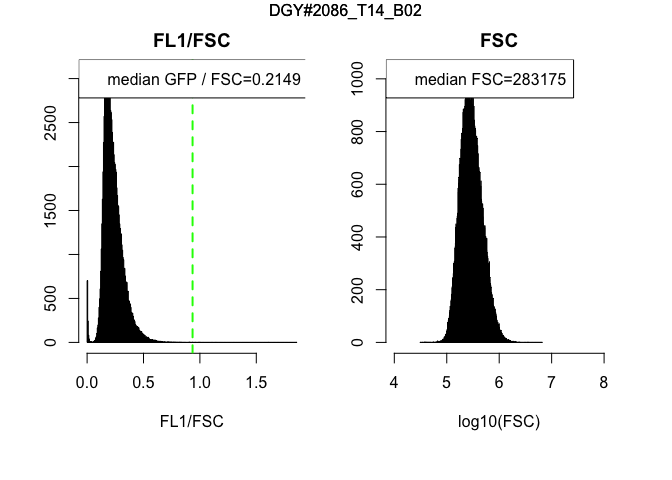 DGY#2086_T14_B02
FL1/FSC
median GFP / FSC=0.2149
0
500
1500
2500
0.0 0.5 1.0 1.5
FL1/FSC
FSC
median FSC=283175
0
200
400
600
800
1000
4 5 6 7 8
log10(FSC)